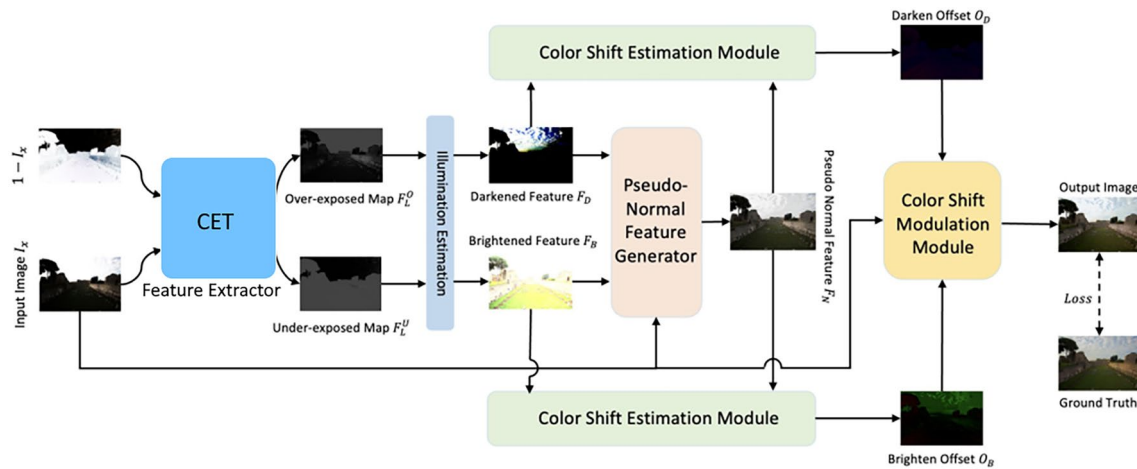 Darken Offset O_D
Color Shift Estimation Module
1 − I_x
CET
Feature Extractor
Over-exposed Map F_L^O
Illumination Estimation
Darkened Feature F_D
Pseudo-
Normal
Feature
Generator
Pseudo Normal Feature F_N
Color Shift
Modulation
Module
Output Image
Input Image I_x
Brightened Feature F_B
Under-exposed Map F_L^U
Loss
Ground Truth
Color Shift Estimation Module
Brighten Offset O_B